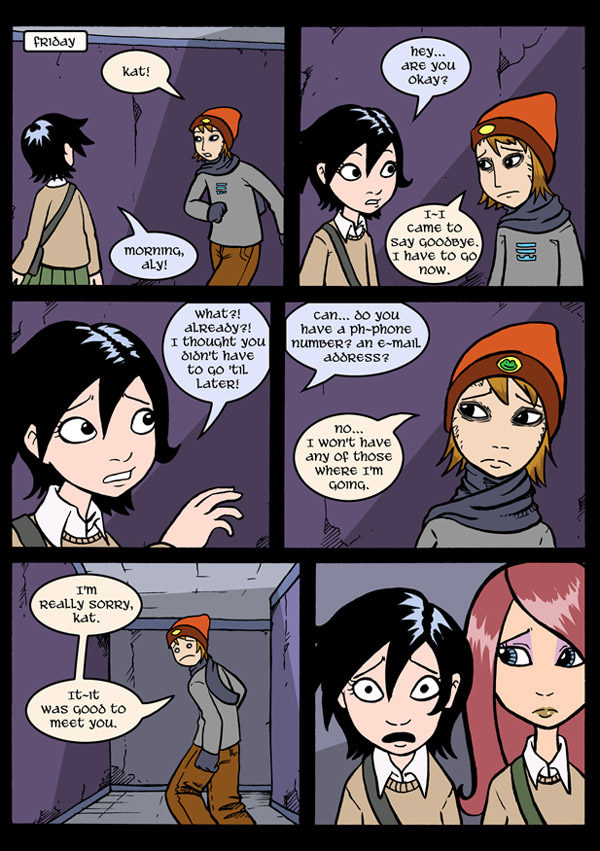 Friday
Kat!
Morning,
Aly!
Hey...
are you
okay?
I-I
came to
say goodbye.
I have to go
now.
What?!
Already?!
I thought you
didn't have
to go 'til
later!
Can... do you
have a ph-phone
number? An e-mail
address?
No...
I won't have
any of those
where I'm
going.
I'm
really sorry,
Kat.
It-it
was good to
meet you.